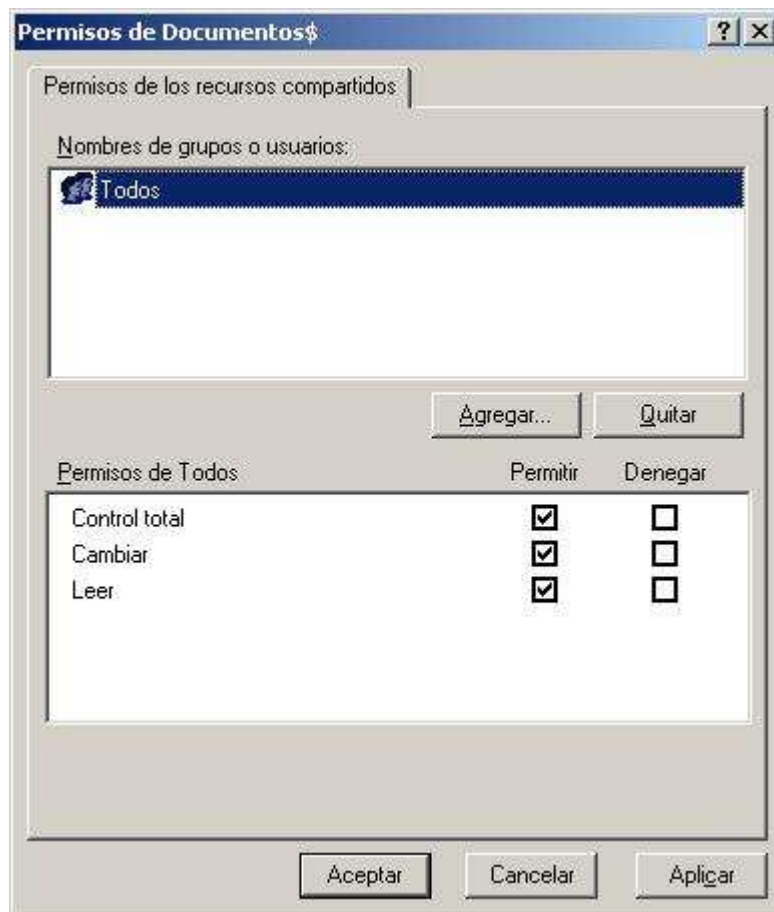 Permisos de Documentos$
Permisos de los recursos compartidos
Nombres de grupos o usuarios:
Todos
Agregar... Quitar
Permisos de Todos Permitir Denegar
Control total
Cambiar
Leer
Aceptar Cancelar Aplicar